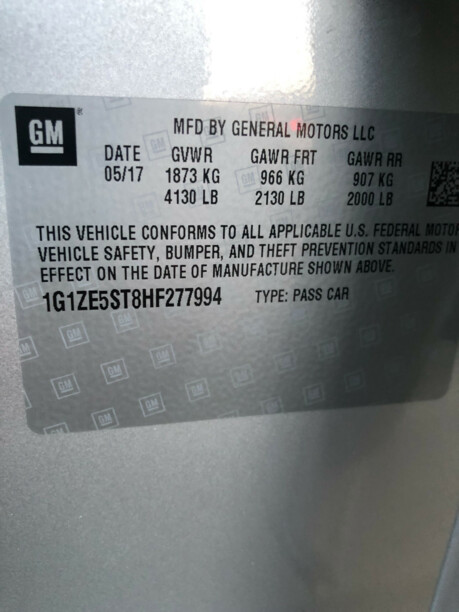 GM
MFD BY GENERAL MOTORS LLC
DATE GVWR GAWR FRT GAWR RR
05/17 1873 KG 966 KG 907 KG
4130 LB 2130 LB 2000 LB
THIS VEHICLE CONFORMS TO ALL APPLICABLE U.S. FEDERAL MOTOR
VEHICLE SAFETY, BUMPER, AND THEFT PREVENTION STANDARDS IN
EFFECT ON THE DATE OF MANUFACTURE SHOWN ABOVE.
1G1ZE5ST8HF277994 TYPE: PASS CAR